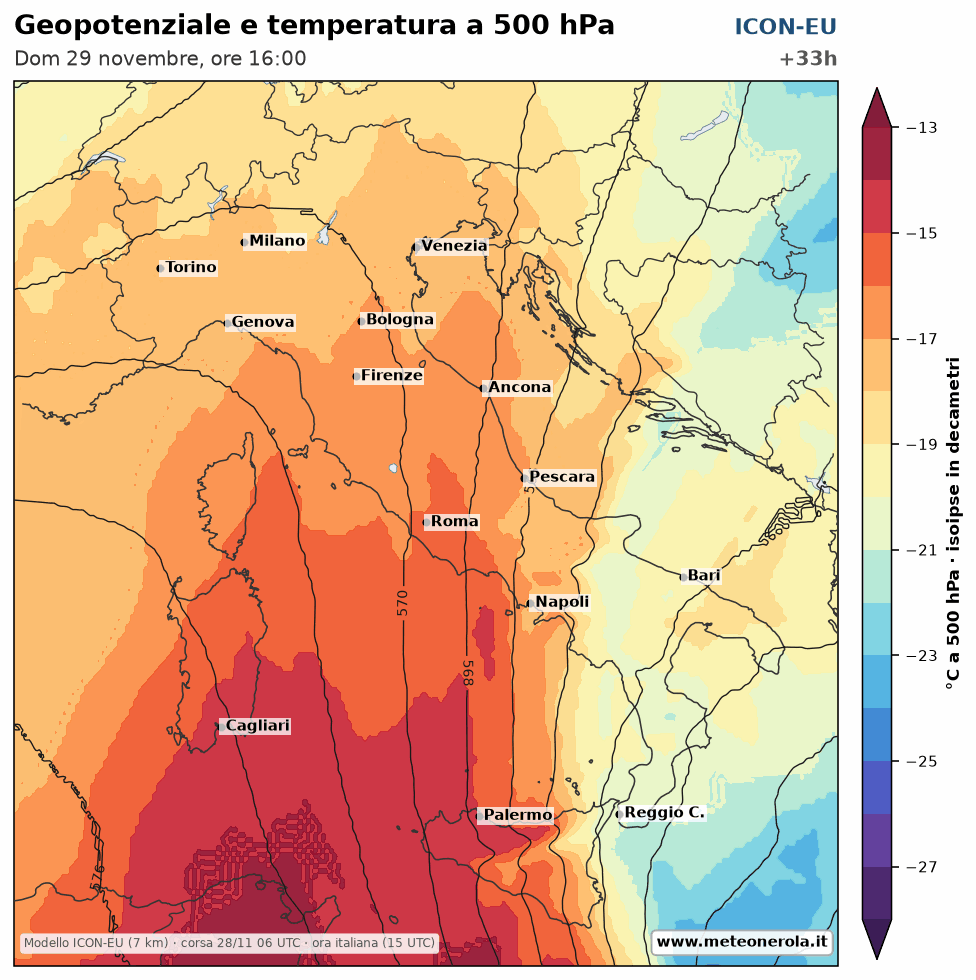 Geopotenziale e temperatura a 500 hPa
ICON-EU
Dom 29 novembre, ore 16:00
+33h
Milano
Venezia
Torino
Genova
Bologna
Firenze
Ancona
Pescara
Roma
Bari
Napoli
570
568
Cagliari
Palermo
Reggio C.
576
−13
−15
−17
−19
−21
−23
−25
−27
°C a 500 hPa · isoipse in decametri
Modello ICON-EU (7 km) · corsa 28/11 06 UTC · ora italiana (15 UTC)
www.meteonerola.it